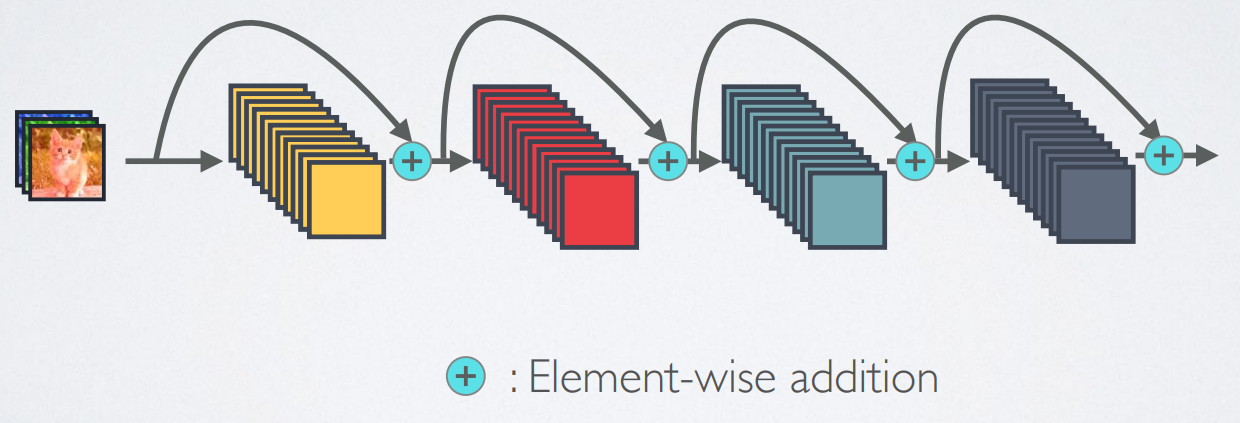 + + + +
+ : Element-wise addition